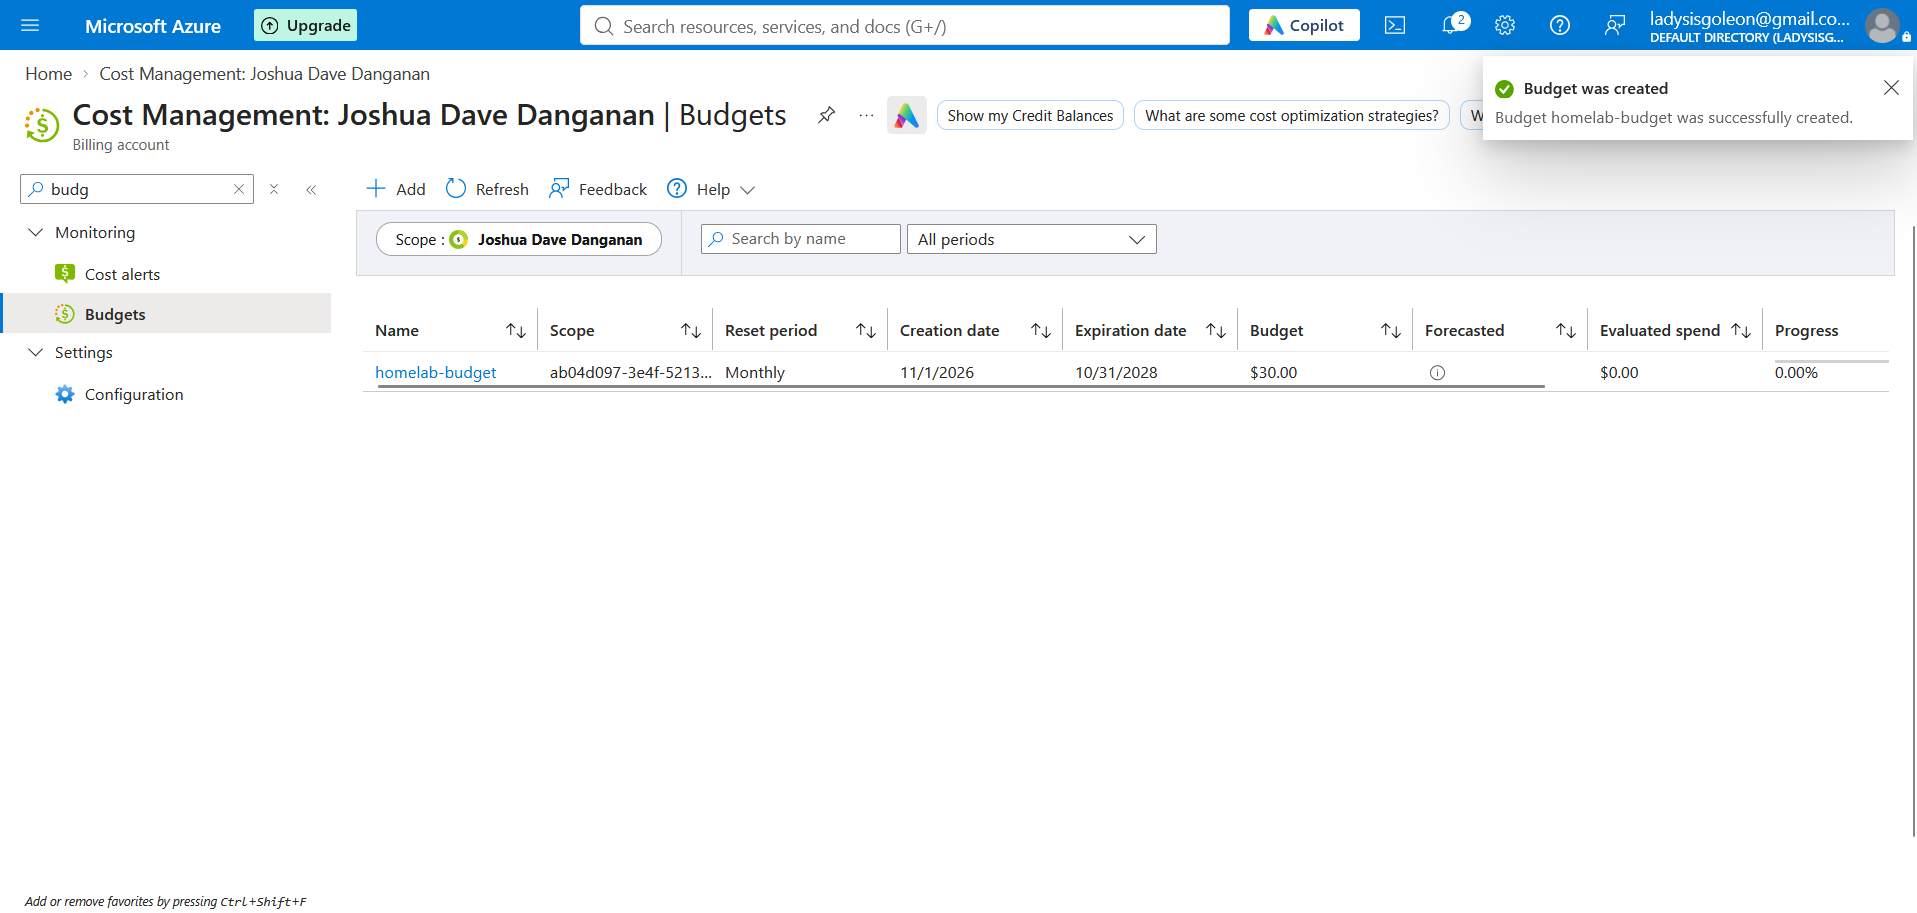 Microsoft Azure
Upgrade
Search resources, services, and docs (G+/)
Copilot
2
ladysisgoleon@gmail.co...
DEFAULT DIRECTORY (LADYSISG...
Home > Cost Management: Joshua Dave Danganan
Cost Management: Joshua Dave Danganan | Budgets
Billing account
Show my Credit Balances
What are some cost optimization strategies?
W
Budget was created
Budget homelab-budget was successfully created.
budg
Monitoring
Cost alerts
Budgets
Settings
Configuration
Add
Refresh
Feedback
Help
Scope : Joshua Dave Danganan
Search by name
All periods
Name Scope Reset period Creation date Expiration date Budget Forecasted Evaluated spend Progress
homelab-budget ab04d097-3e4f-5213... Monthly 11/1/2026 10/31/2028 $30.00 $0.00 0.00%
Add or remove favorites by pressing Ctrl+Shift+F